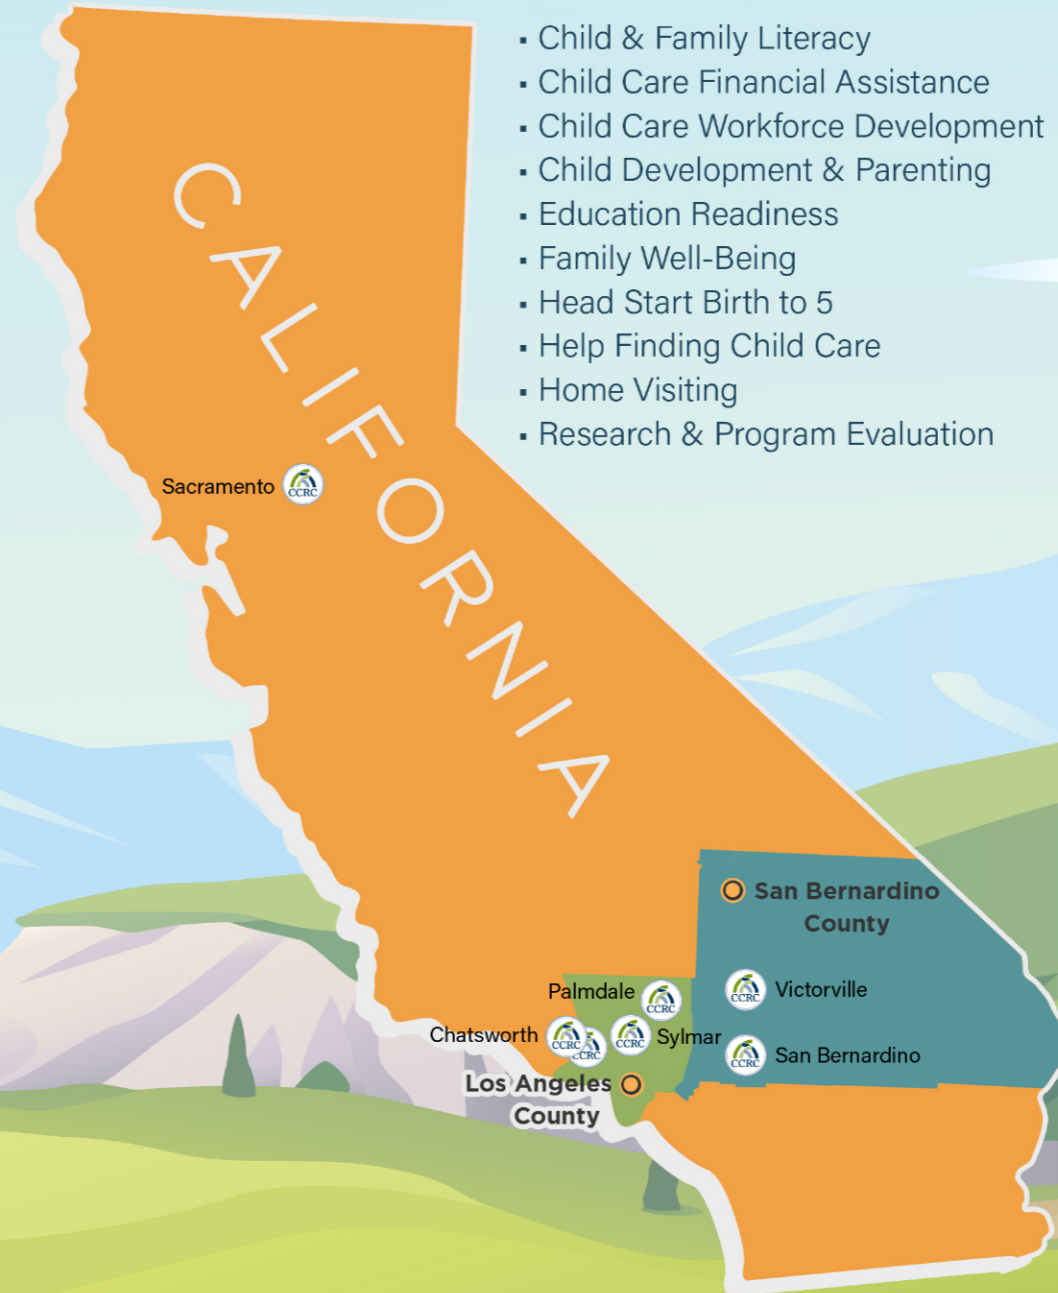 ▪ Child & Family Literacy
▪ Child Care Financial Assistance
▪ Child Care Workforce Development
▪ Child Development & Parenting
▪ Education Readiness
▪ Family Well-Being
▪ Head Start Birth to 5
▪ Help Finding Child Care
▪ Home Visiting
▪ Research & Program Evaluation
CALIFORNIA
Sacramento CCRC
San Bernardino
County
Palmdale CCRC
CCRC Victorville
Chatsworth CCRC CCRC
CCRC Sylmar
CCRC San Bernardino
Los Angeles
County